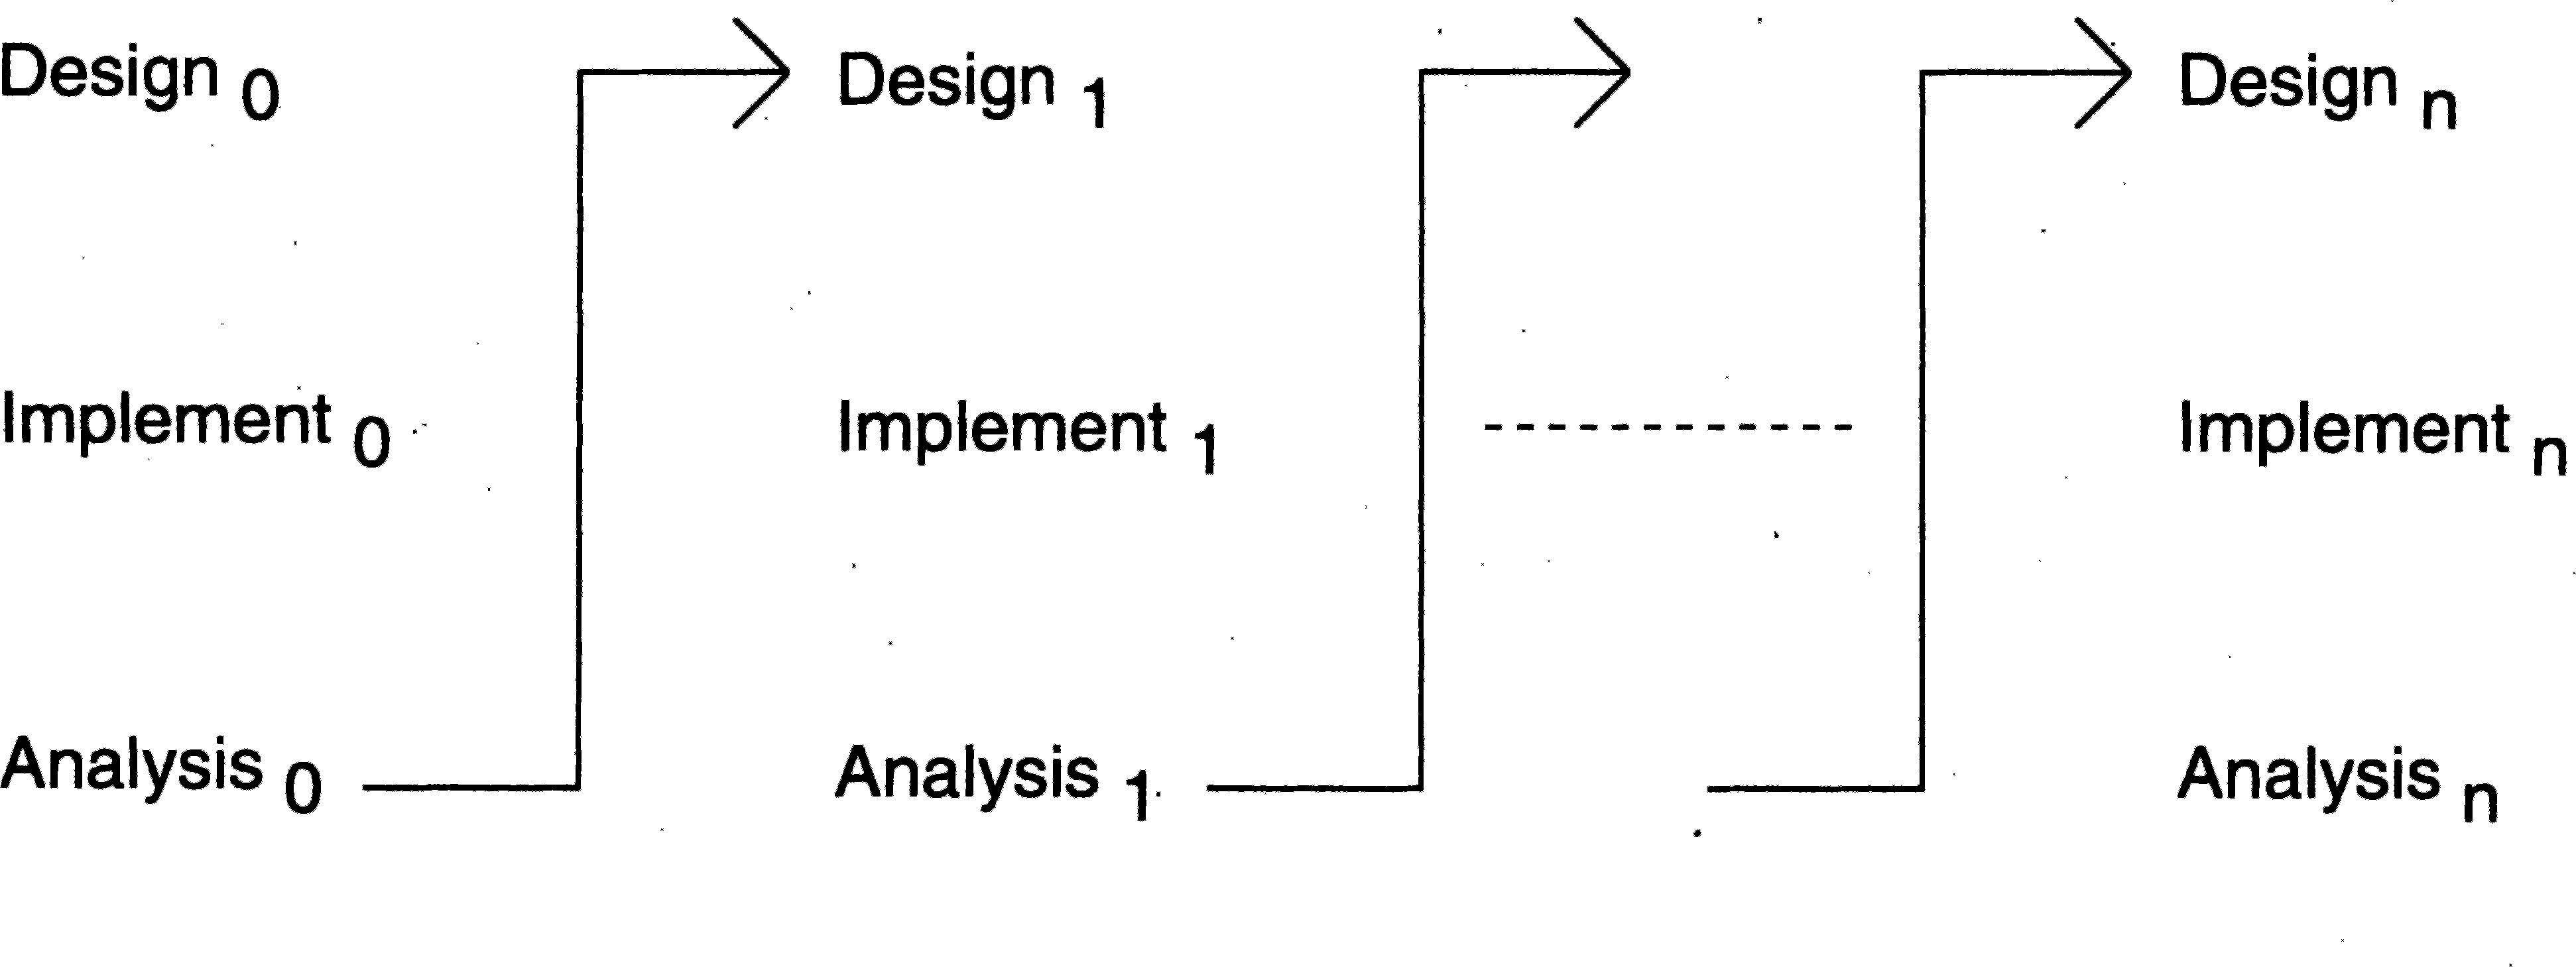 Design 0 Design 1 Design n
Implement 0 Implement 1 Implement n
Analysis 0 Analysis 1 Analysis n